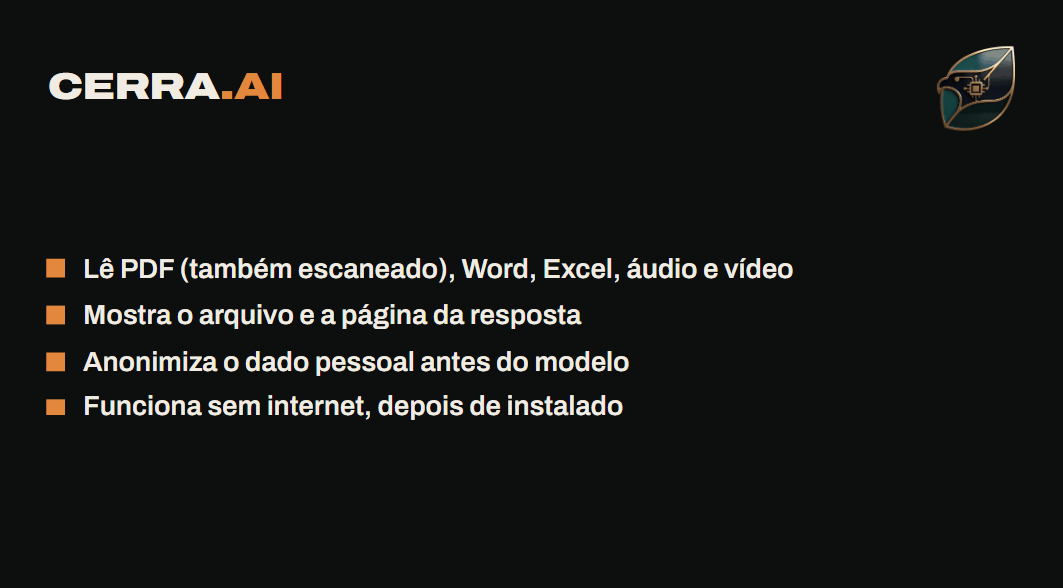 CERRA.AI
Lê PDF (também escaneado), Word, Excel, áudio e vídeo
Mostra o arquivo e a página da resposta
Anonimiza o dado pessoal antes do modelo
Funciona sem internet, depois de instalado